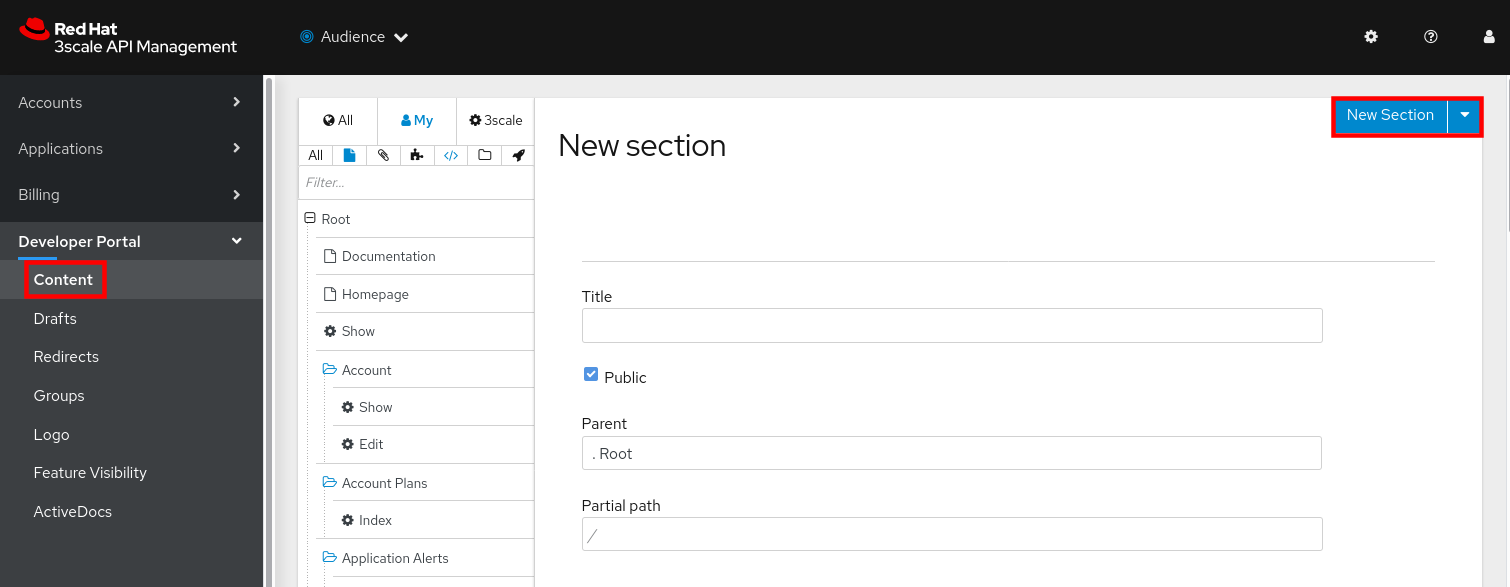 Red Hat
3scale API Management
Audience
Accounts
Applications
Billing
Developer Portal
Content
Drafts
Redirects
Groups
Logo
Feature Visibility
ActiveDocs
All My 3scale
All
Filter...
Root
Documentation
Homepage
Show
Account
Show
Edit
Account Plans
Index
Application Alerts
New Section
New section
Title
Public
Parent
. Root
Partial path
/